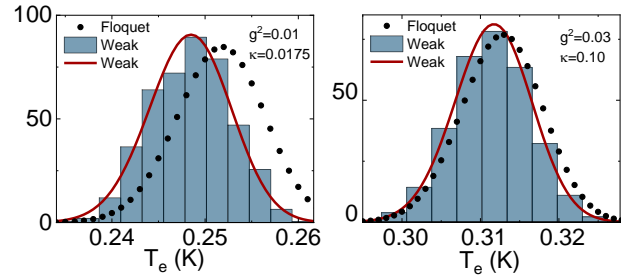 100
50
0
Floquet
Weak
Weak
g²=0.01
κ=0.0175
0.24
0.25
0.26
T_e (K)
50
0
Floquet
Weak
Weak
g²=0.03
κ=0.10
0.30
0.31
0.32
T_e (K)